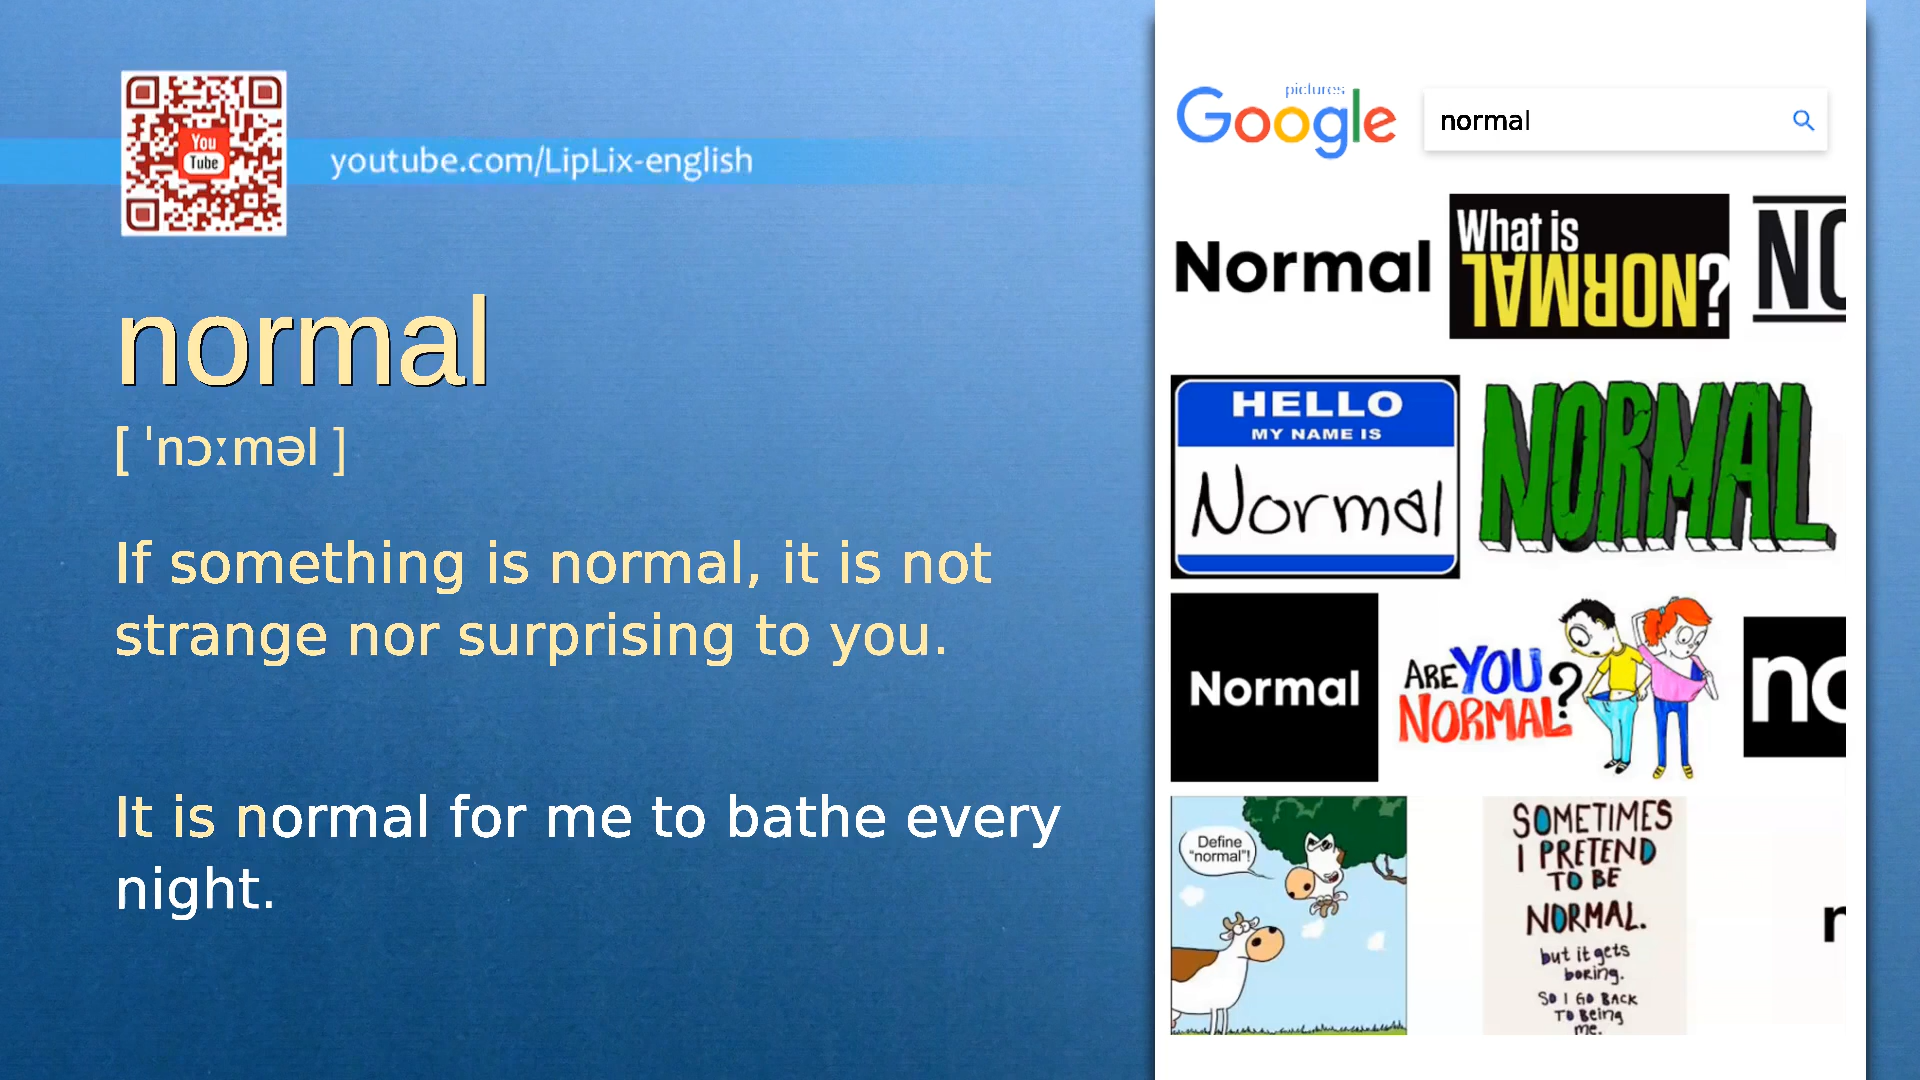 You
Tube
youtube.com/LipLix-english
normal
[ ˈnɔːməl ]
If something is normal, it is not
strange nor surprising to you.
It is normal for me to bathe every
night.
pictures
Google
normal
Normal
What is
NORMAL?
NO
HELLO
MY NAME IS
Normal
NORMAL
Normal
ARE YOU
NORMAL?
no
Define
"normal"!
SOMETIMES
I PRETEND
TO BE
NORMAL.
but it gets
boring.
SO I GO BACK
TO Being
me.